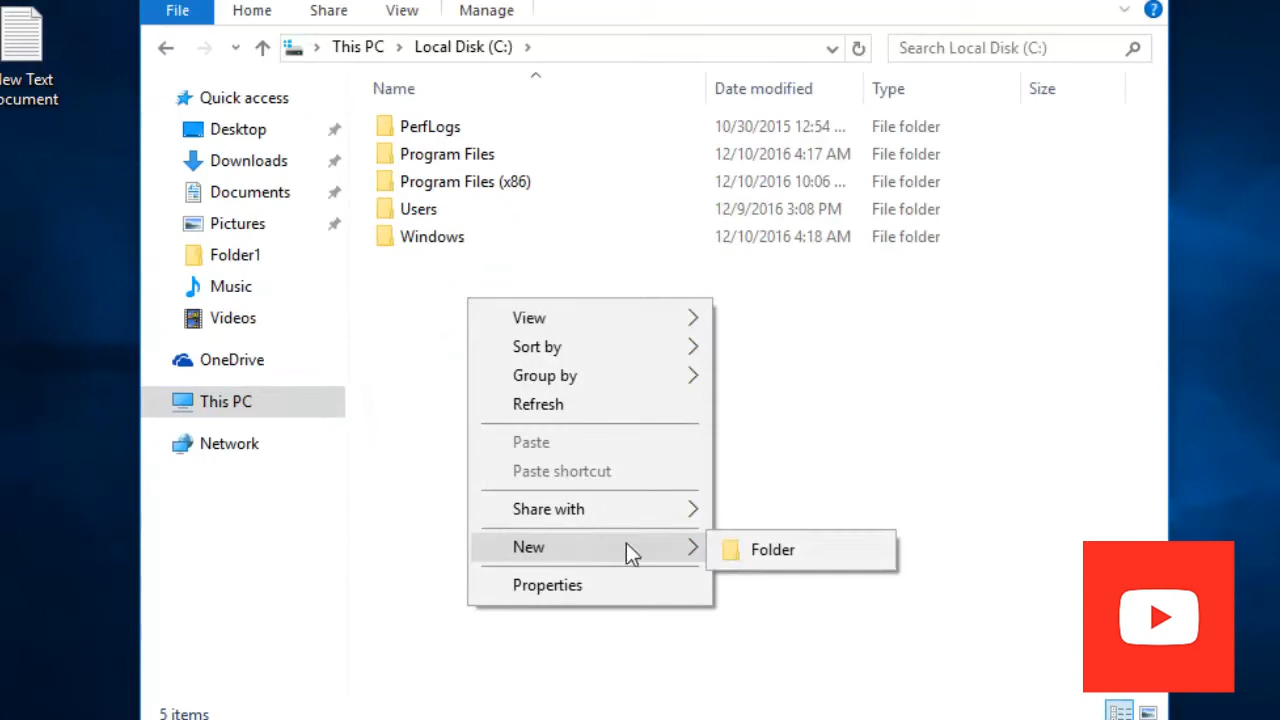 File Home Share View Manage
This PC Local Disk (C:) Search Local Disk (C:)
ew Text
ocument
Name Date modified Type Size
Quick access
Desktop
Downloads
Documents
Pictures
Folder1
Music
Videos
OneDrive
This PC
Network
PerfLogs 10/30/2015 12:54 ... File folder
Program Files 12/10/2016 4:17 AM File folder
Program Files (x86) 12/10/2016 10:06 ... File folder
Users 12/9/2016 3:08 PM File folder
Windows 12/10/2016 4:18 AM File folder
View
Sort by
Group by
Refresh
Paste
Paste shortcut
Share with
New
Folder
Properties
5 items